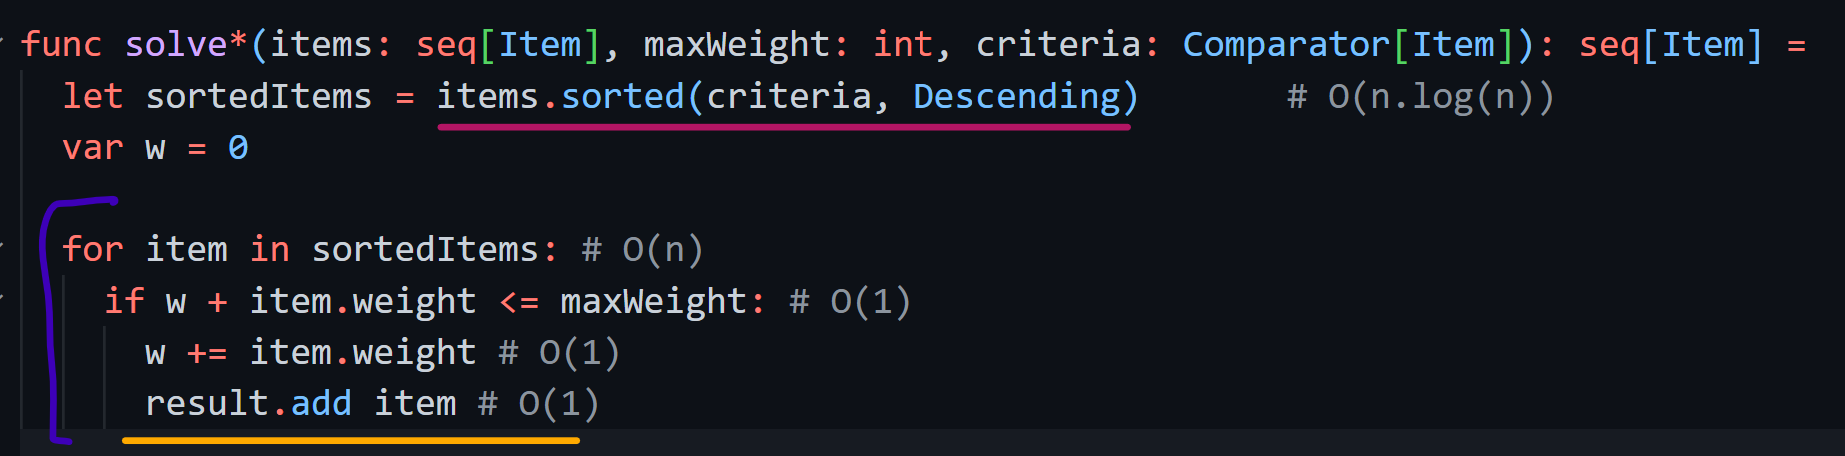 func solve*(items: seq[Item], maxWeight: int, criteria: Comparator[Item]): seq[Item] =
let sortedItems = items.sorted(criteria, Descending) # O(n.log(n))
var w = 0
for item in sortedItems: # O(n)
if w + item.weight <= maxWeight: # O(1)
w += item.weight # O(1)
result.add item # O(1)